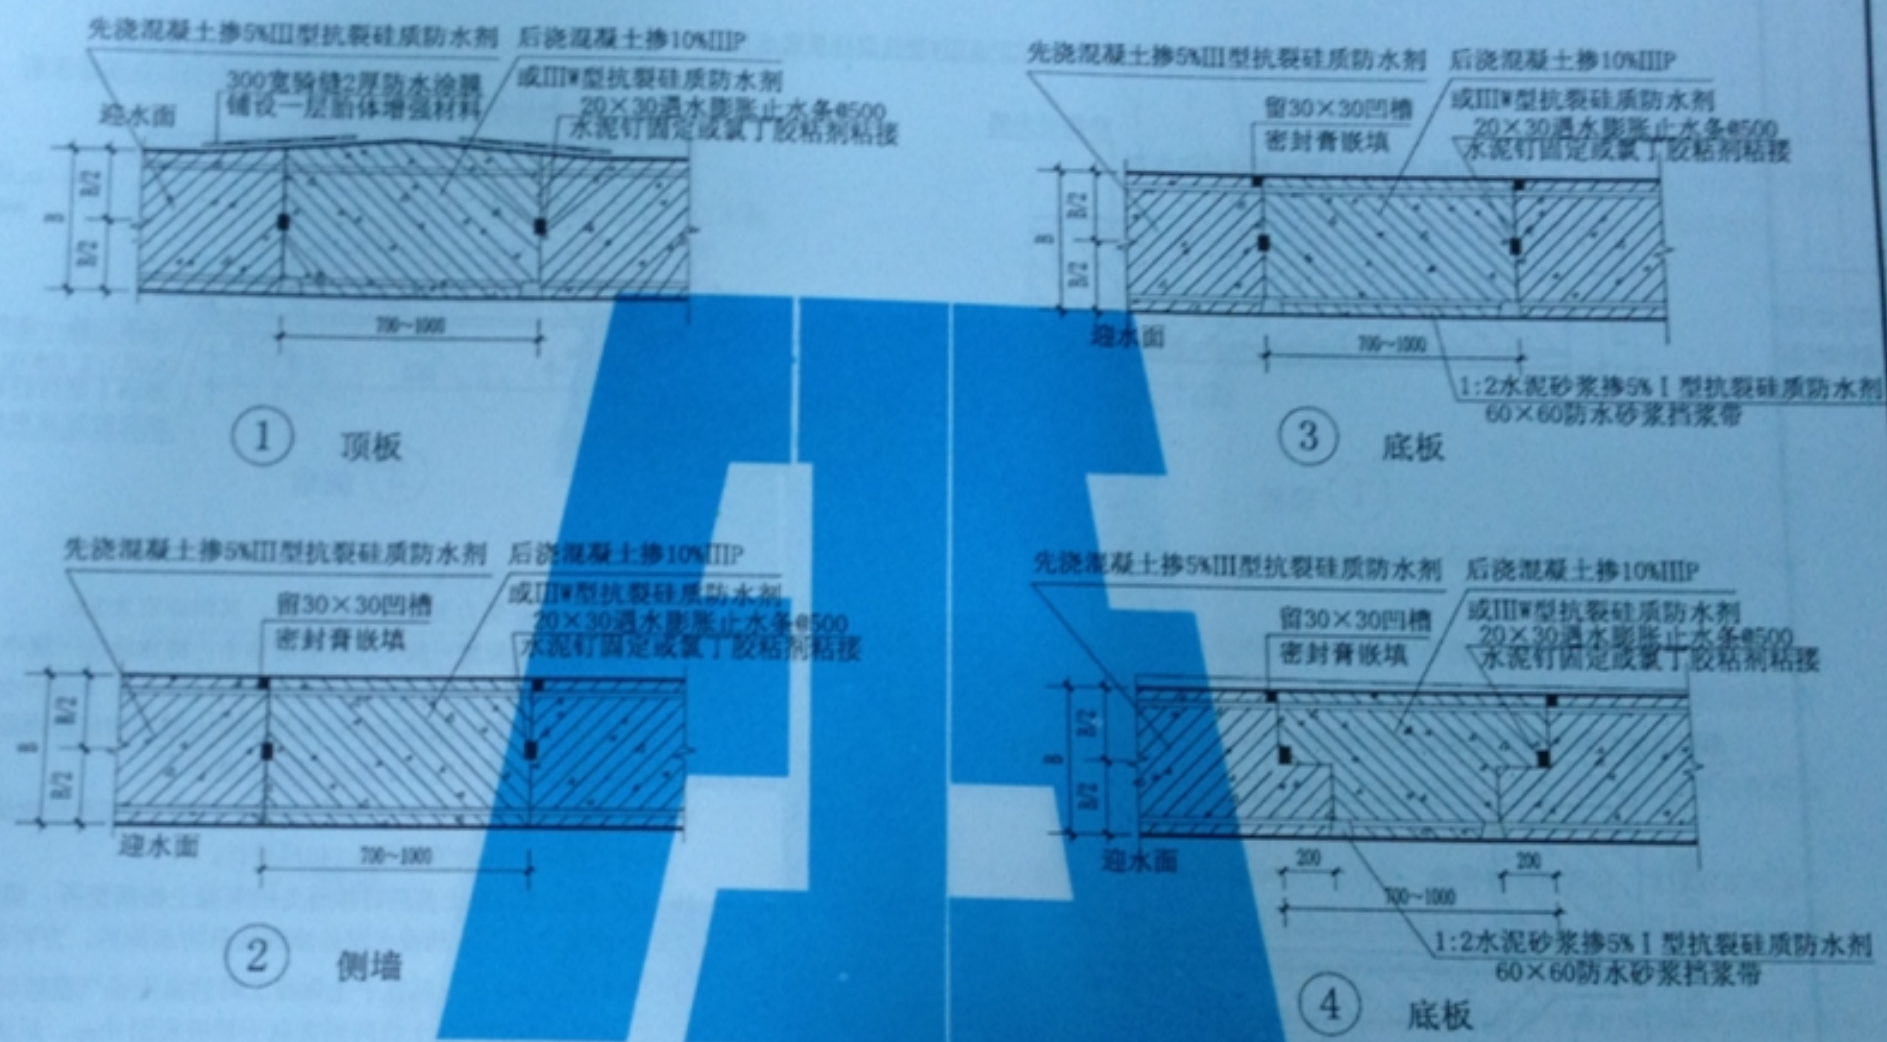 先浇混凝土掺5%III型抗裂硅质防水剂
后浇混凝土掺10%IIIP
或IIIW型抗裂硅质防水剂
300宽骑缝2厚防水涂膜
铺设一层胎体增强材料
20×30遇水膨胀止水条@500
水泥钉固定或氯丁胶粘剂粘接
迎水面
B/2
B
B/2
700~1000
1 顶板
先浇混凝土掺5%III型抗裂硅质防水剂
后浇混凝土掺10%IIIP
或IIIW型抗裂硅质防水剂
留30×30凹槽
密封膏嵌填
20×30遇水膨胀止水条@500
水泥钉固定或氯丁胶粘剂粘接
B/2
B
B/2
迎水面
700~1000
1:2水泥砂浆掺5%I型抗裂硅质防水剂
60×60防水砂浆挡浆带
3 底板
先浇混凝土掺5%III型抗裂硅质防水剂
后浇混凝土掺10%IIIP
或IIIW型抗裂硅质防水剂
留30×30凹槽
密封膏嵌填
20×30遇水膨胀止水条@500
水泥钉固定或氯丁胶粘剂粘接
B/2
B
B/2
迎水面
700~1000
2 侧墙
先浇混凝土掺5%III型抗裂硅质防水剂
后浇混凝土掺10%IIIP
或IIIW型抗裂硅质防水剂
留30×30凹槽
密封膏嵌填
20×30遇水膨胀止水条@500
水泥钉固定或氯丁胶粘剂粘接
B/2
B
B/2
迎水面
200
200
700~1000
1:2水泥砂浆掺5%I型抗裂硅质防水剂
60×60防水砂浆挡浆带
4 底板